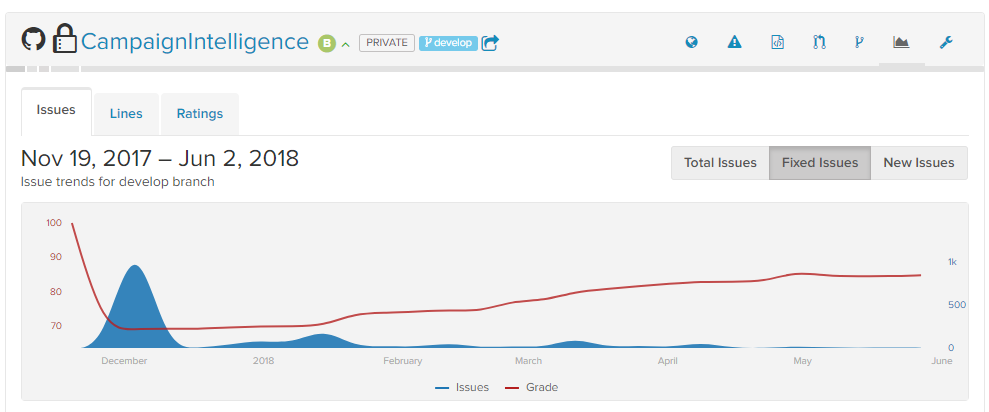 CampaignIntelligence B PRIVATE develop
Issues Lines Ratings
Nov 19, 2017 – Jun 2, 2018
Issue trends for develop branch
Total Issues Fixed Issues New Issues
100
90
80
70
1k
500
0
December 2018 February March April May June
Issues Grade